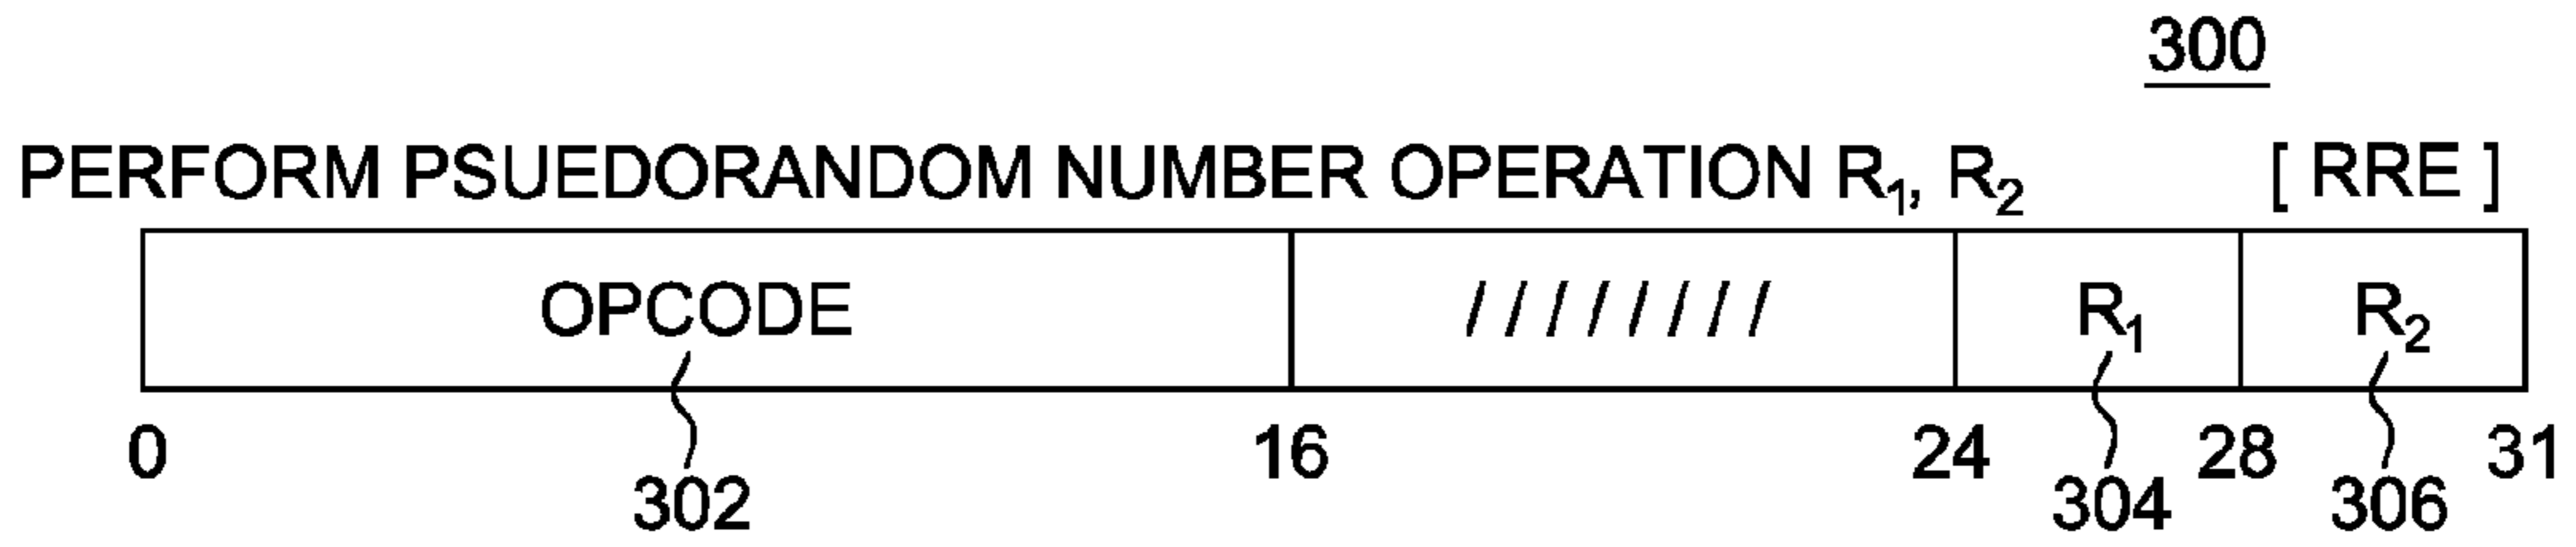 300
PERFORM PSUEDORANDOM NUMBER OPERATION R₁, R₂ [ RRE ]
OPCODE / / / / / / / / R₁ R₂
0 16 24 28 31
302 304 306